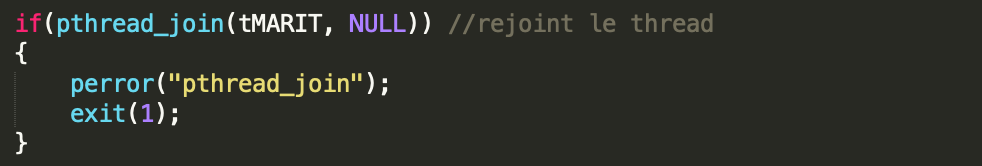 if(pthread_join(tMARIT, NULL)) //rejoint le thread
{
    perror("pthread_join");
    exit(1);
}